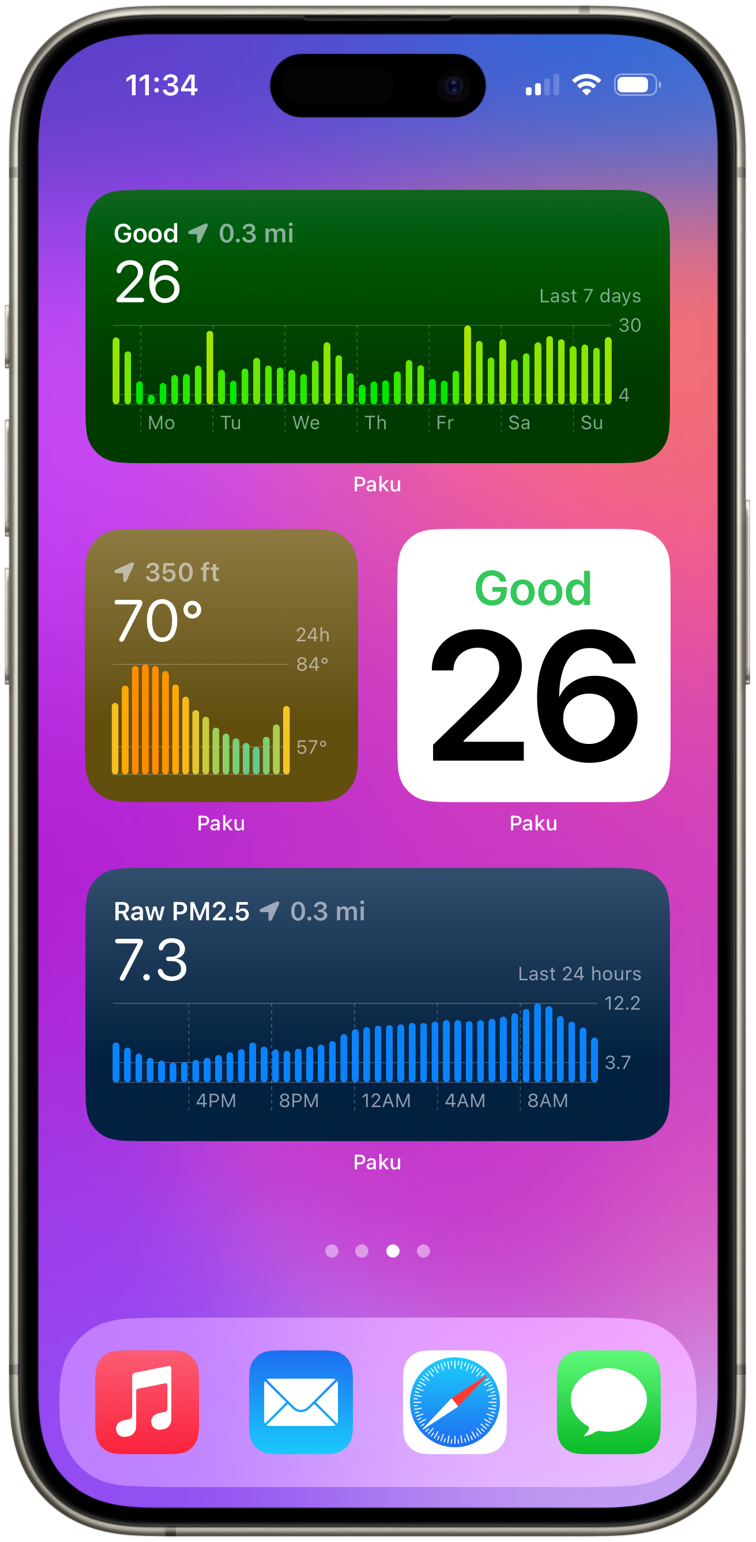 11:34
Good 0.3 mi
26
Last 7 days
30
4
Mo Tu We Th Fr Sa Su
Paku
350 ft
70°
24h
84°
57°
Paku
Good
26
Paku
Raw PM2.5 0.3 mi
7.3
Last 24 hours
12.2
3.7
4PM 8PM 12AM 4AM 8AM
Paku